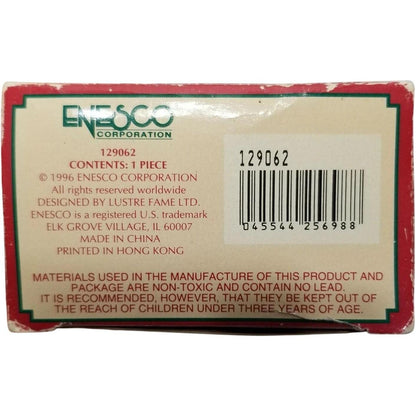 ENESCO
CORPORATION
129062
CONTENTS: 1 PIECE
© 1996 ENESCO CORPORATION
All rights reserved worldwide
DESIGNED BY LUSTRE FAME LTD.
ENESCO is a registered U.S. trademark
ELK GROVE VILLAGE, IL 60007
MADE IN CHINA
PRINTED IN HONG KONG
129062
045544 256988
MATERIALS USED IN THE MANUFACTURE OF THIS PRODUCT AND
PACKAGE ARE NON-TOXIC AND CONTAIN NO LEAD.
IT IS RECOMMENDED, HOWEVER, THAT THEY BE KEPT OUT OF
THE REACH OF CHILDREN UNDER THREE YEARS OF AGE.